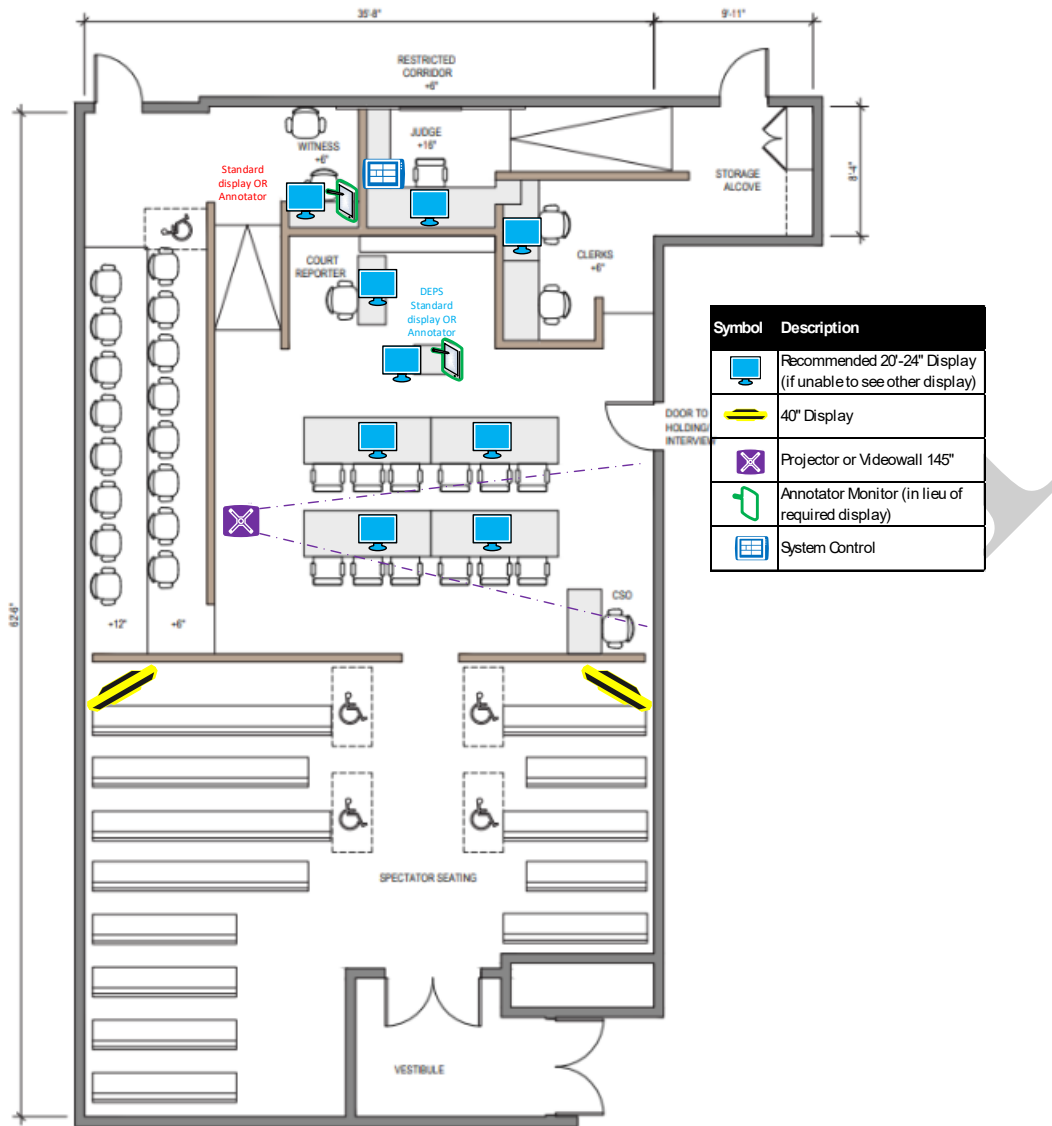 35'-8"
9'-11"
RESTRICTED
CORRIDOR
+6"
JUDGE
+16"
WITNESS
+6"
Standard
display OR
Annotator
STORAGE
ALCOVE
8'-4"
COURT
REPORTER
CLERKS
+6"
DEPS
Standard
display OR
Annotator
Symbol Description
Recommended 20'-24" Display
(if unable to see other display)
40" Display
Projector or Videowall 145"
Annotator Monitor (in lieu of
required display)
System Control
DOOR TO
HOLDING/
INTERVIEW
62'-6"
CSO
+12"
+6"
SPECTATOR SEATING
VESTIBULE